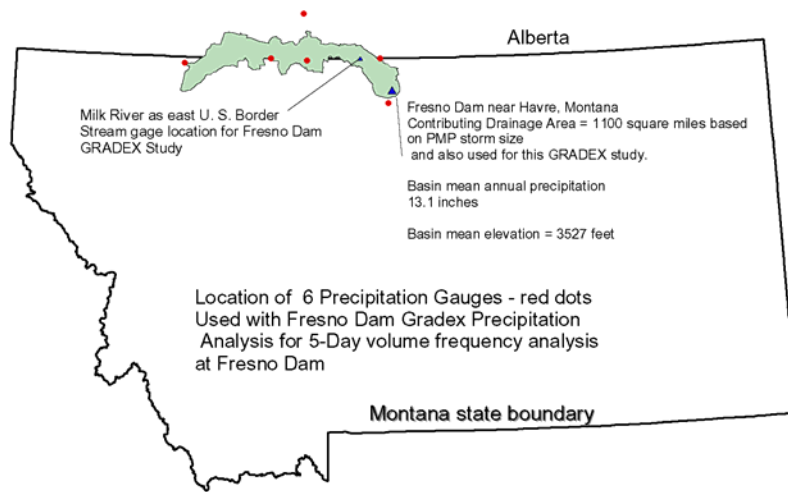 Alberta
Milk River as east U. S. Border
Stream gage location for Fresno Dam
GRADEX Study
Fresno Dam near Havre, Montana
Contributing Drainage Area = 1100 square miles based
on PMP storm size
and also used for this GRADEX study.
Basin mean annual precipitation
13.1 inches
Basin mean elevation = 3527 feet
Location of 6 Precipitation Gauges - red dots
Used with Fresno Dam Gradex Precipitation
Analysis for 5-Day volume frequency analysis
at Fresno Dam
Montana state boundary